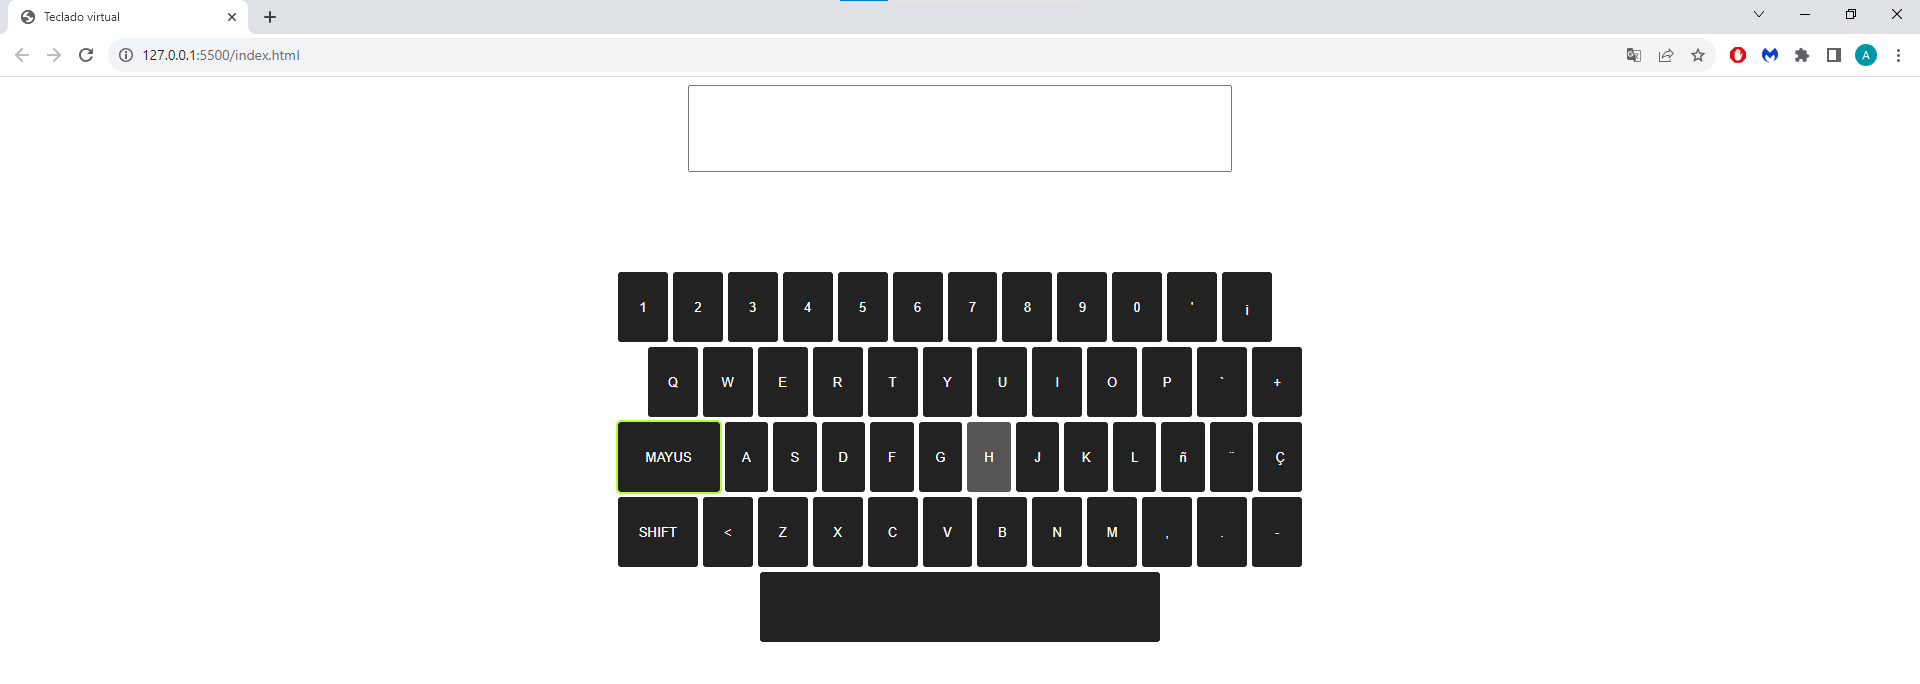 Teclado virtual
127.0.0.1:5500/index.html
A
1 2 3 4 5 6 7 8 9 0 ' ¡
Q W E R T Y U I O P ` +
MAYUS A S D F G H J K L ñ ¨ Ç
SHIFT < Z X C V B N M , . -